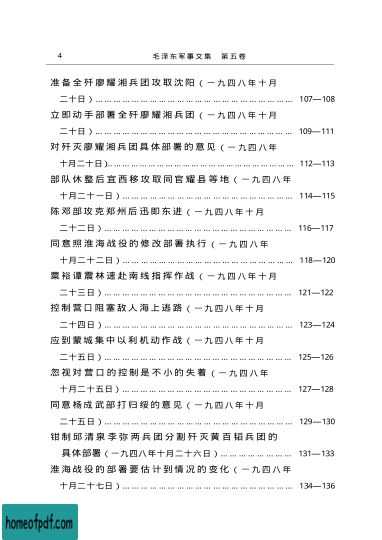 4 毛泽东军事文集 第五卷
准备全歼廖耀湘兵团攻取沈阳（一九四八年十月
二十日）………………………………………… 107—108
立即动手部署全歼廖耀湘兵团（一九四八年十月
二十日）………………………………………… 109—111
对歼灭廖耀湘兵团具体部署的意见（一九四八年
十月二十日）……………………………………… 112—113
部队休整后宜西移攻取同官耀县等地（一九四八年
十月二十一日）…………………………………… 114—115
陈邓部攻克郑州后迅即东进（一九四八年十月
二十二日）………………………………………… 116—117
同意照淮海战役的修改部署执行（一九四八年
十月二十二日）…………………………………… 118—120
粟裕谭震林速赴南线指挥作战（一九四八年十月
二十三日）………………………………………… 121—122
控制营口阻塞敌人海上逃路（一九四八年十月
二十四日）………………………………………… 123—124
应到蒙城集中以利机动作战（一九四八年十月
二十五日）………………………………………… 125—126
忽视对营口的控制是不小的失着（一九四八年
十月二十五日）…………………………………… 127—128
同意杨成武部打归绥的意见（一九四八年十月
二十五日）………………………………………… 129—130
钳制邱清泉李弥两兵团分割歼灭黄百韬兵团的
具体部署（一九四八年十月二十六日）………………… 131—133
淮海战役的部署要估计到情况的变化（一九四八年
十月二十七日）…………………………………… 134—136
homeofpdf.com